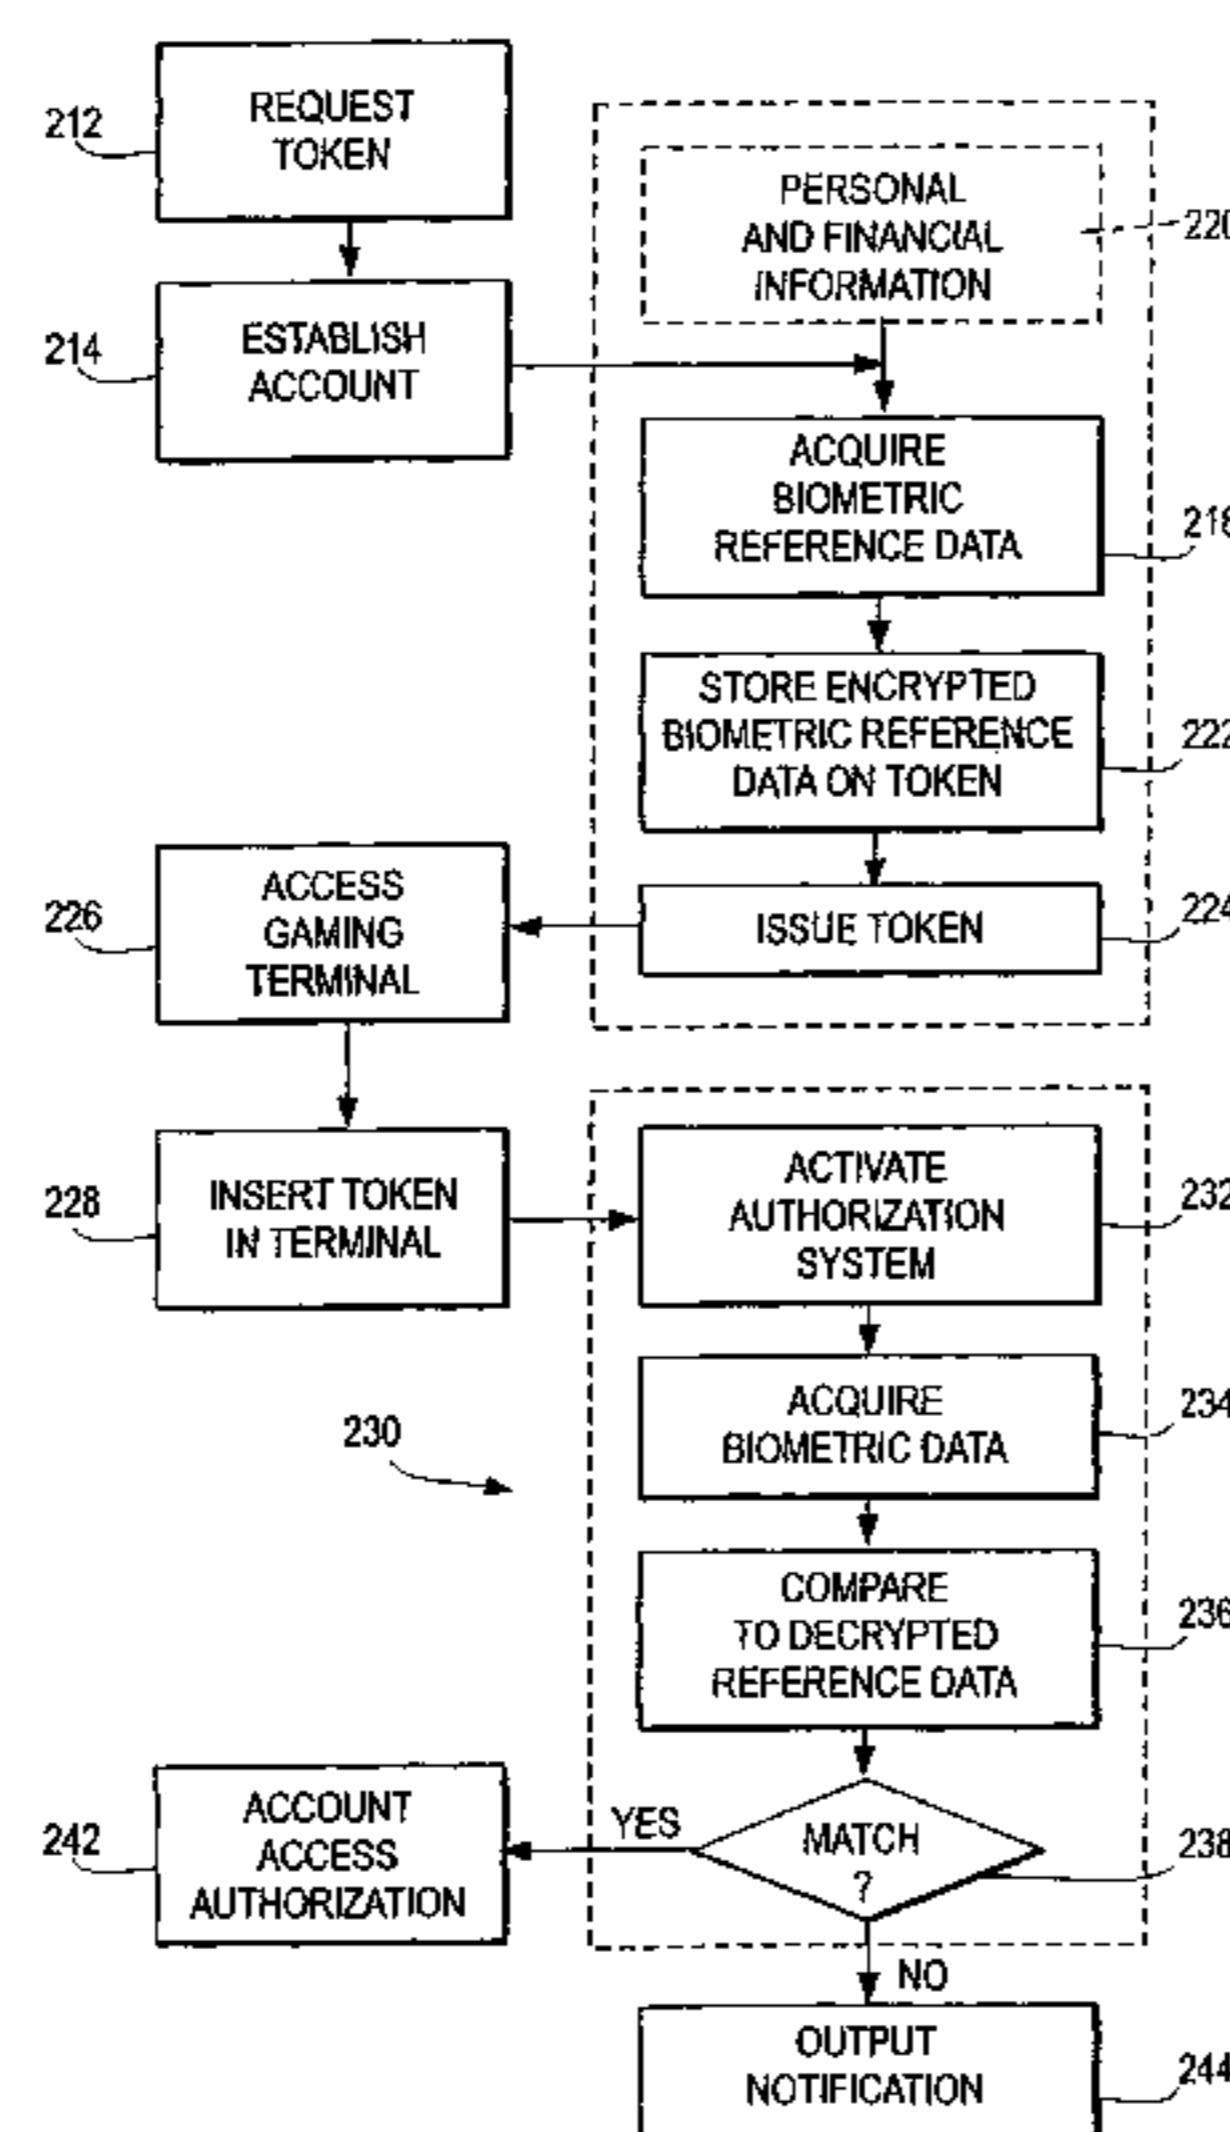 212
REQUEST
TOKEN
214
ESTABLISH
ACCOUNT
PERSONAL
AND FINANCIAL
INFORMATION
220
ACQUIRE
BIOMETRIC
REFERENCE DATA
218
STORE ENCRYPTED
BIOMETRIC REFERENCE
DATA ON TOKEN
222
ISSUE TOKEN
224
226
ACCESS
GAMING
TERMINAL
228
INSERT TOKEN
IN TERMINAL
230
ACTIVATE
AUTHORIZATION
SYSTEM
232
ACQUIRE
BIOMETRIC DATA
234
COMPARE
TO DECRYPTED
REFERENCE DATA
236
MATCH
?
238
YES
242
ACCOUNT
ACCESS
AUTHORIZATION
NO
OUTPUT
NOTIFICATION
244